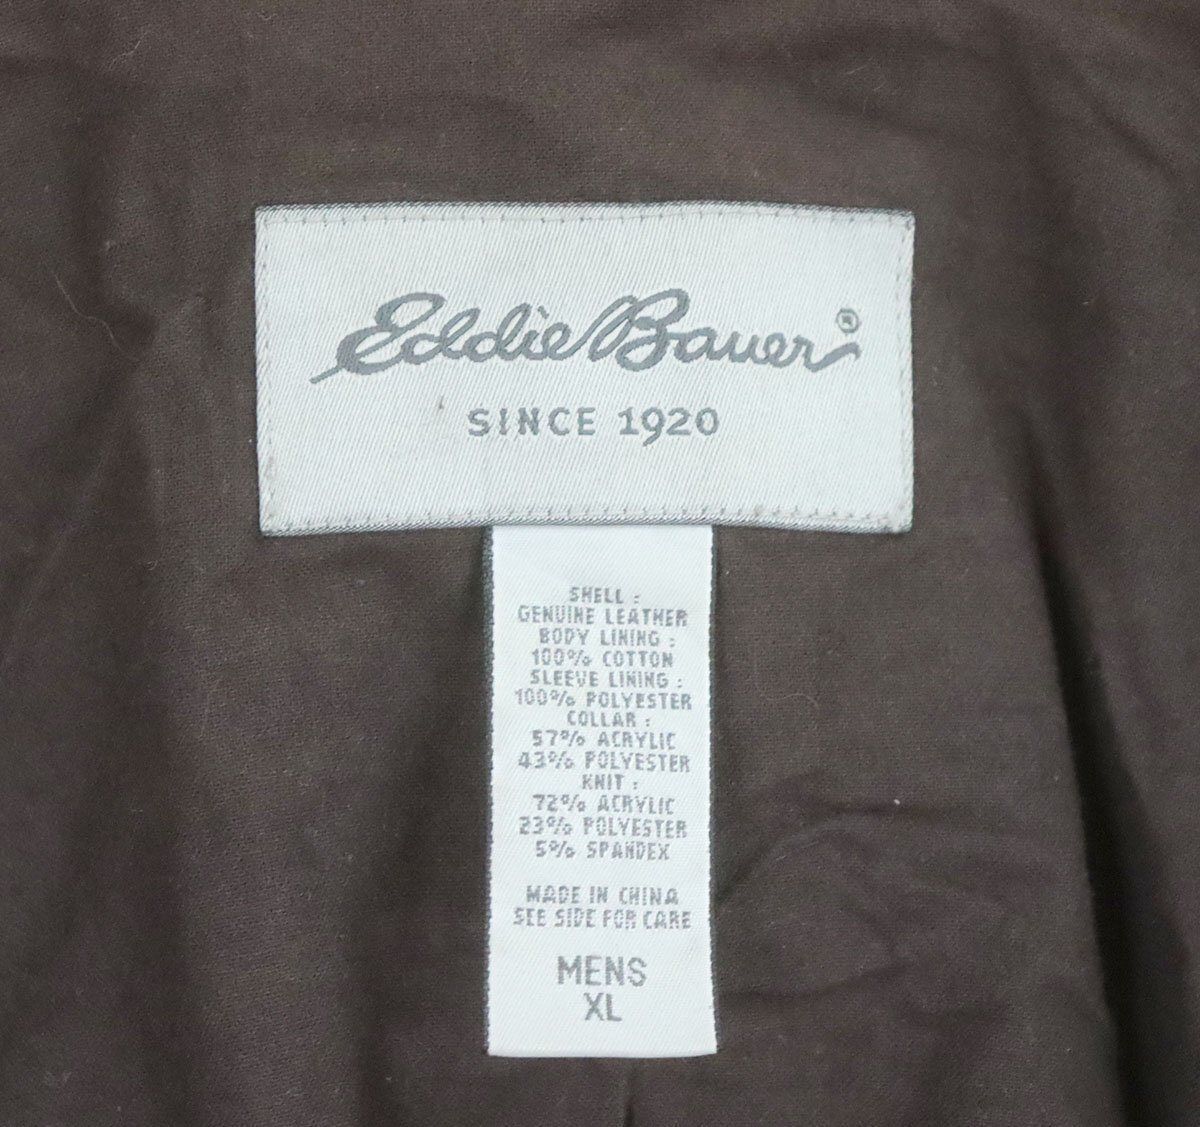 Eddie Bauer®
SINCE 1920
SHELL :
GENUINE LEATHER
BODY LINING :
100% COTTON
SLEEVE LINING :
100% POLYESTER
COLLAR :
57% ACRYLIC
43% POLYESTER
KNIT :
72% ACRYLIC
23% POLYESTER
5% SPANDEX
MADE IN CHINA
SEE SIDE FOR CARE
MENS
XL